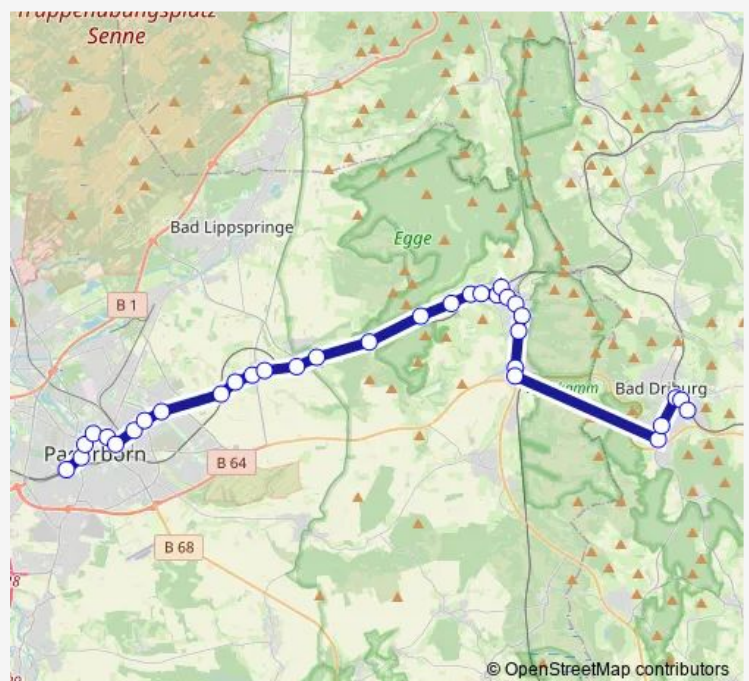 Truppenübungsplatz
Senne
Bad Lippspringe
Egge
B 1
Bad Driburg
Paderborn
B 64
B 68
© OpenStreetMap contributors